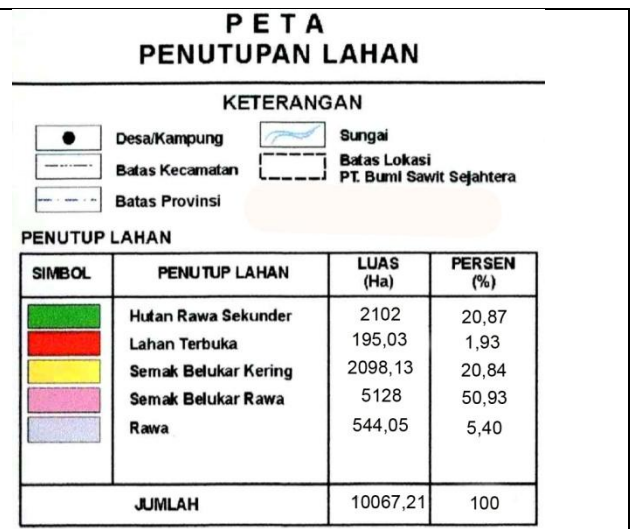 PETA
PENUTUPAN LAHAN
KETERANGAN
Desa/Kampung
Sungai
Batas Kecamatan
Batas Lokasi
PT. Bumi Sawit Sejahtera
Batas Provinsi
PENUTUP LAHAN
SIMBOL PENUTUP LAHAN LUAS (Ha) PERSEN (%)
Hutan Rawa Sekunder 2102 20,87
Lahan Terbuka 195,03 1,93
Semak Belukar Kering 2098,13 20,84
Semak Belukar Rawa 5128 50,93
Rawa 544,05 5,40
JUMLAH 10067,21 100